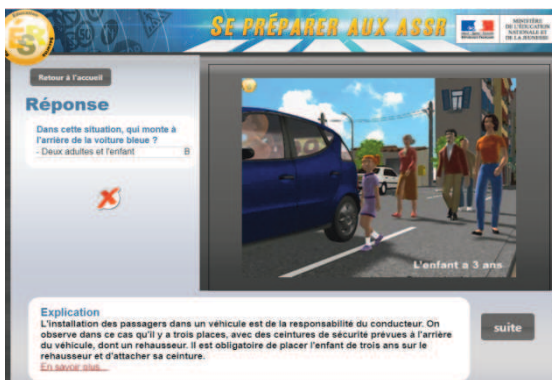 SE PRÉPARER AUX ASSR
MINISTÈRE
DE L'ÉDUCATION
NATIONALE ET
DE LA JEUNESSE
Retour à l'accueil
Réponse
Dans cette situation, qui monte à
l'arrière de la voiture bleue ?
- Deux adultes et l'enfant B
L'enfant a 3 ans
Explication
L'installation des passagers dans un véhicule est de la responsabilité du conducteur. On
observe dans ce cas qu'il y a trois places, avec des ceintures de sécurité prévues à l'arrière
du véhicule, dont un rehausseur. Il est obligatoire de placer l'enfant de trois ans sur le
rehausseur et d'attacher sa ceinture.
En savoir plus...
suite